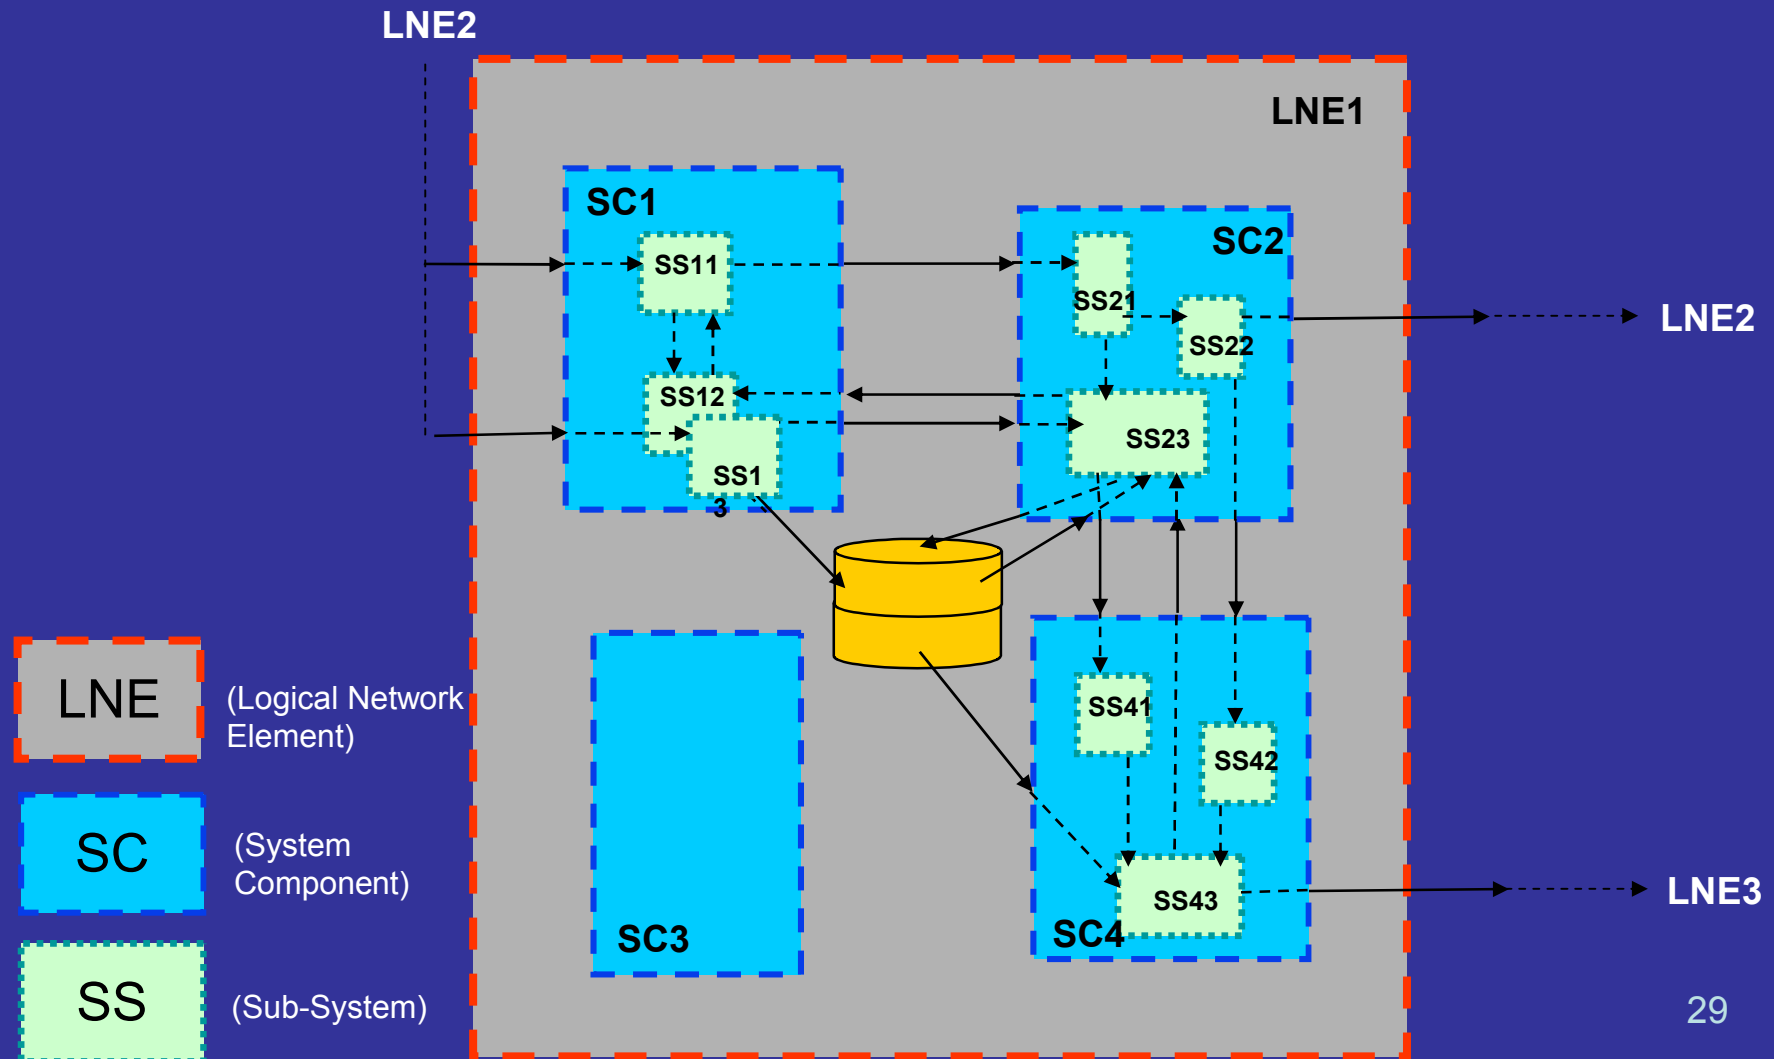 LNE2
LNE1
SC1
SC2
SS11
SS21
SS22
LNE2
SS12
SS23
SS1
3
LNE
(Logical Network
Element)
SS41
SS42
SC
(System
Component)
SS43
LNE3
SC3
SC4
SS
(Sub-System)
29